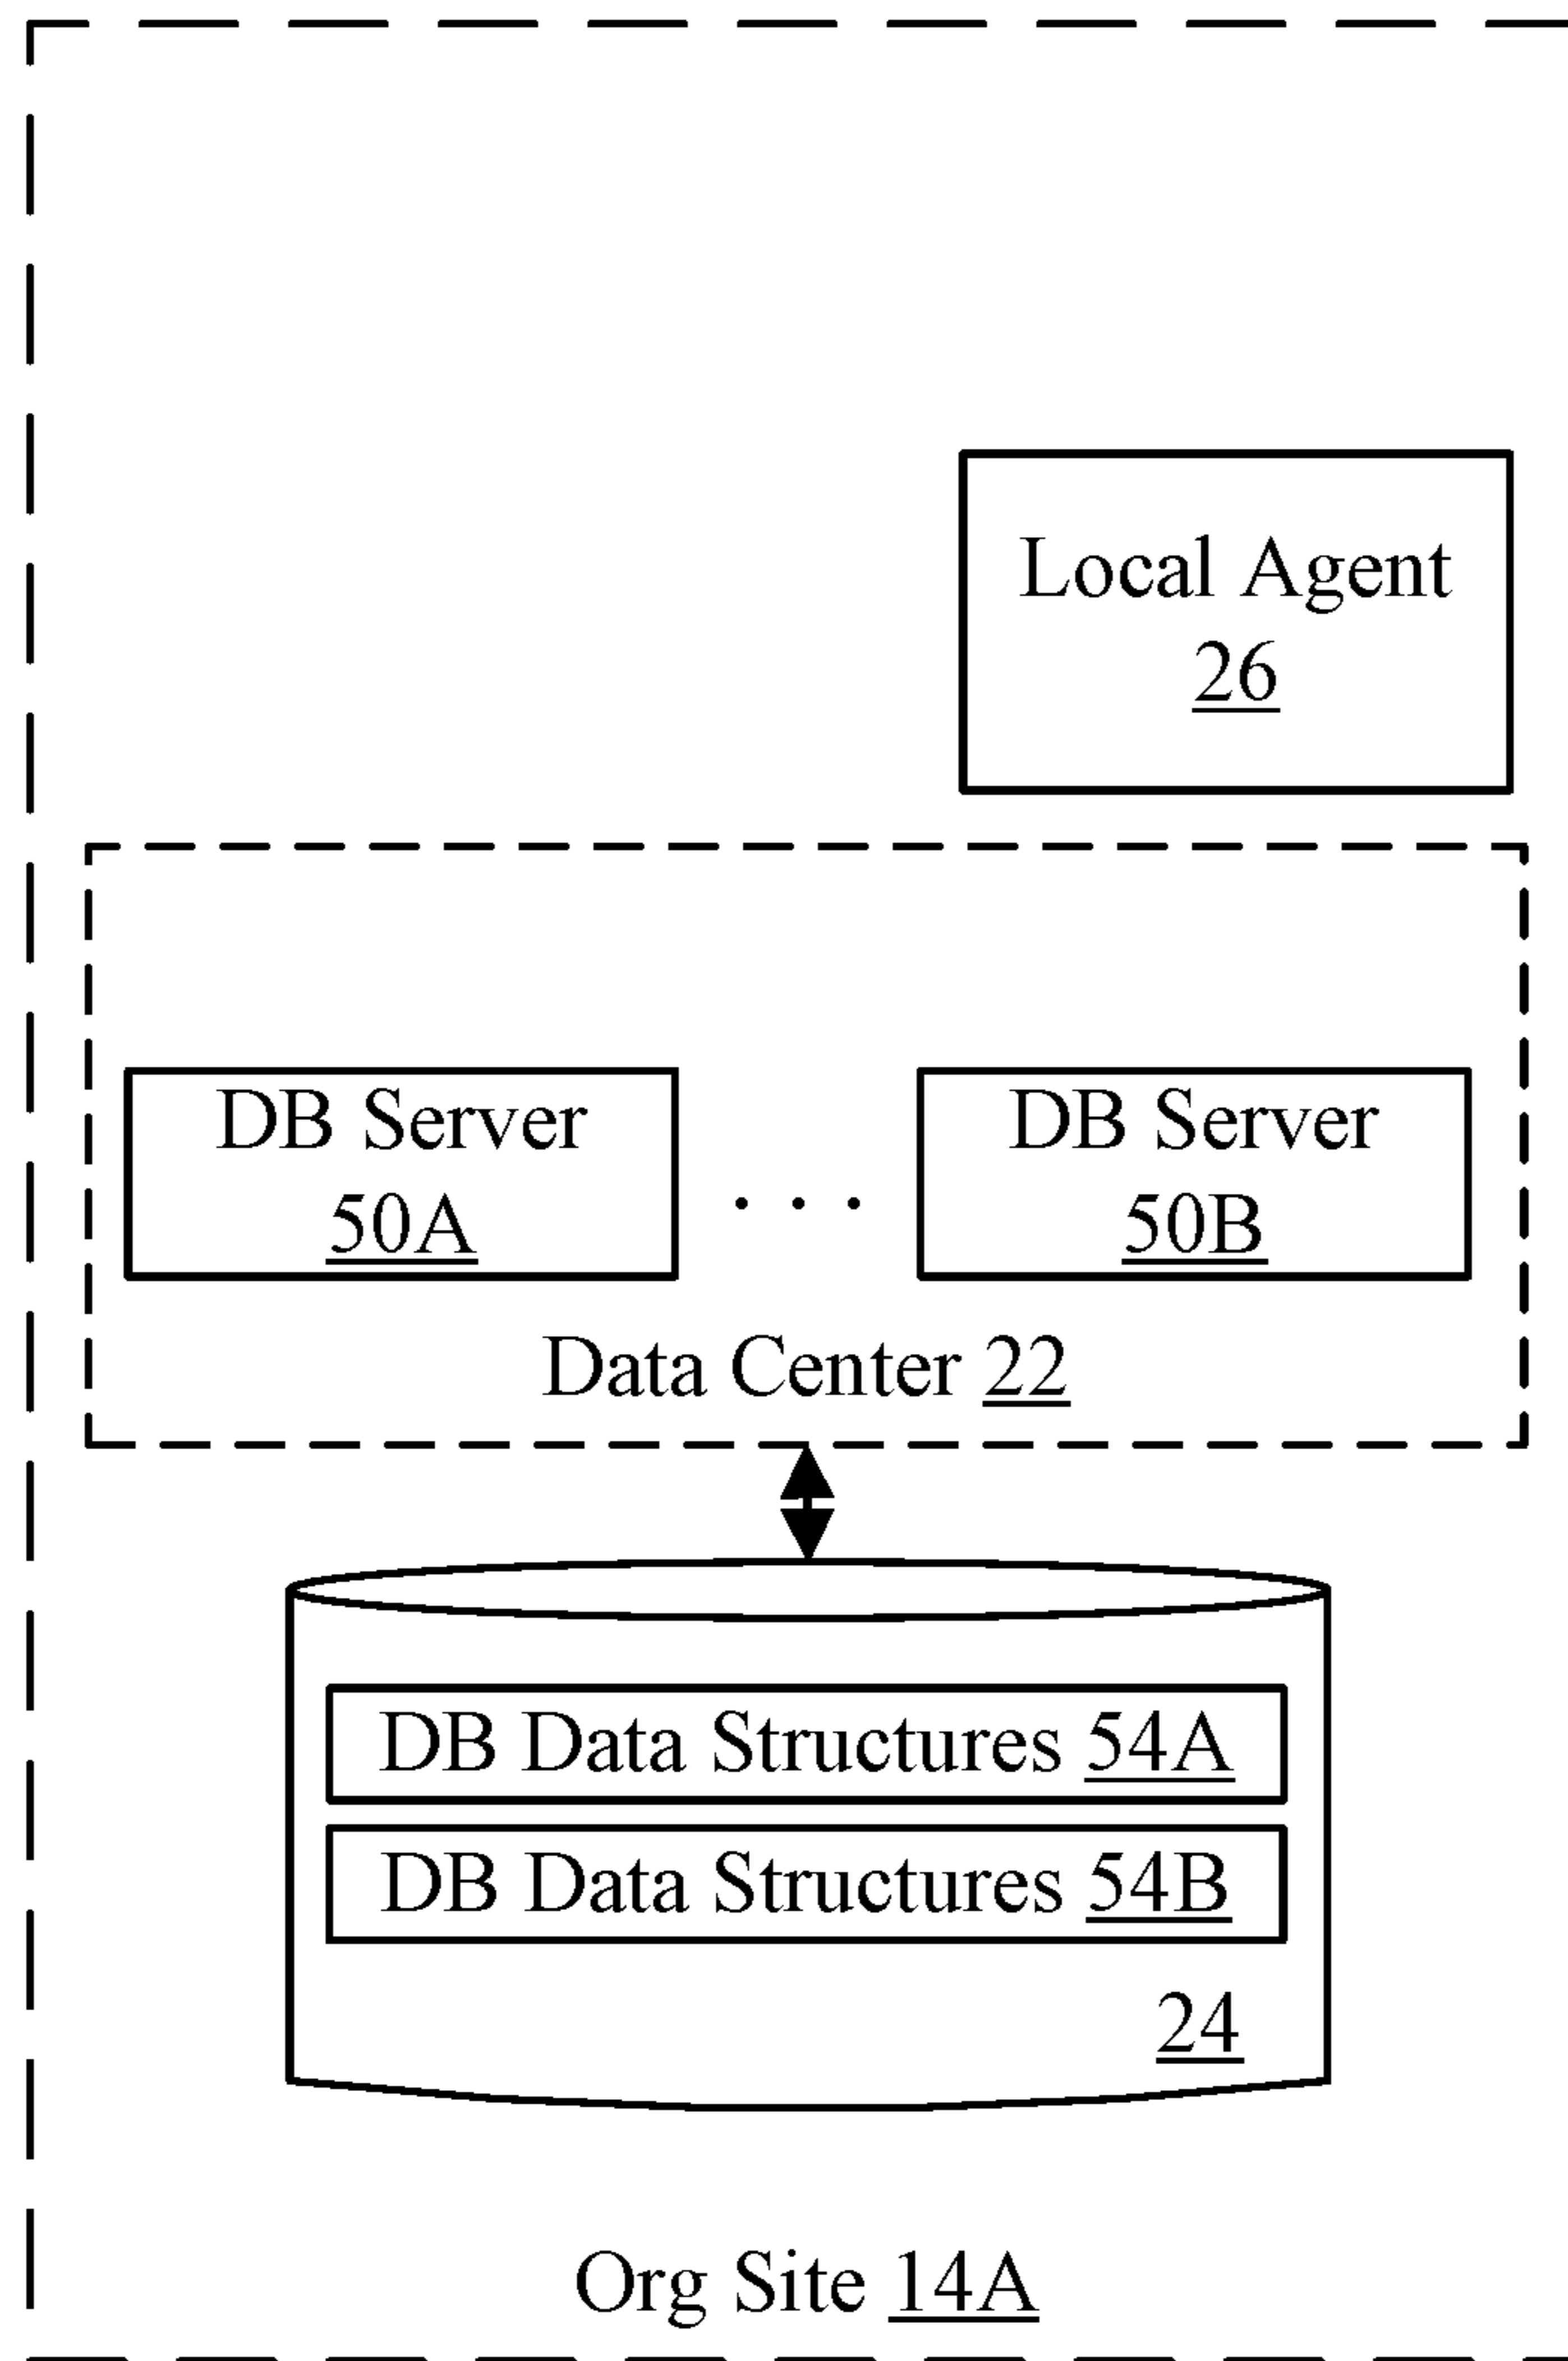 Local Agent
26
DB Server
50A
. . .
DB Server
50B
Data Center 22
DB Data Structures 54A
DB Data Structures 54B
24
Org Site 14A